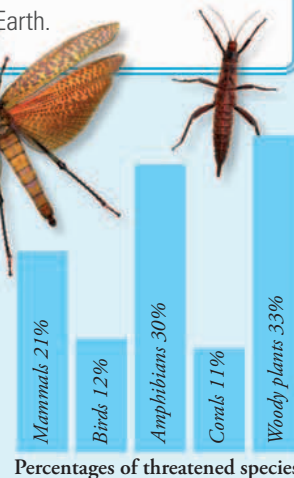 Earth.
Mammals 21%
Birds 12%
Amphibians 30%
Corals 11%
Woody plants 33%
Percentages of threatened species